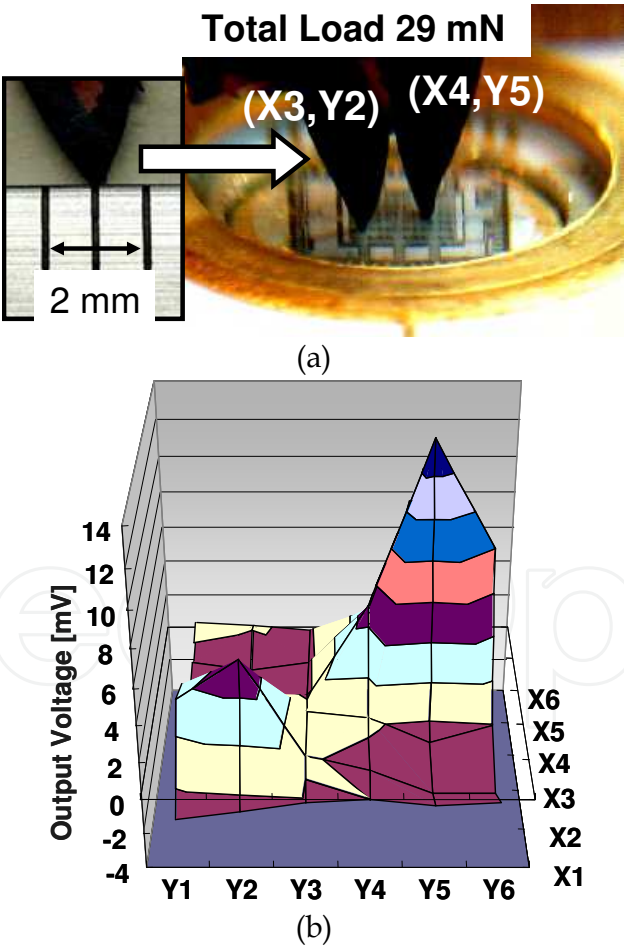 Total Load 29 mN
(X3,Y2)
(X4,Y5)
2 mm
(a)
14
12
10
8
6
4
2
0
-2
-4
Output Voltage [mV]
X6
X5
X4
X3
X2
X1
Y1 Y2 Y3 Y4 Y5 Y6
(b)